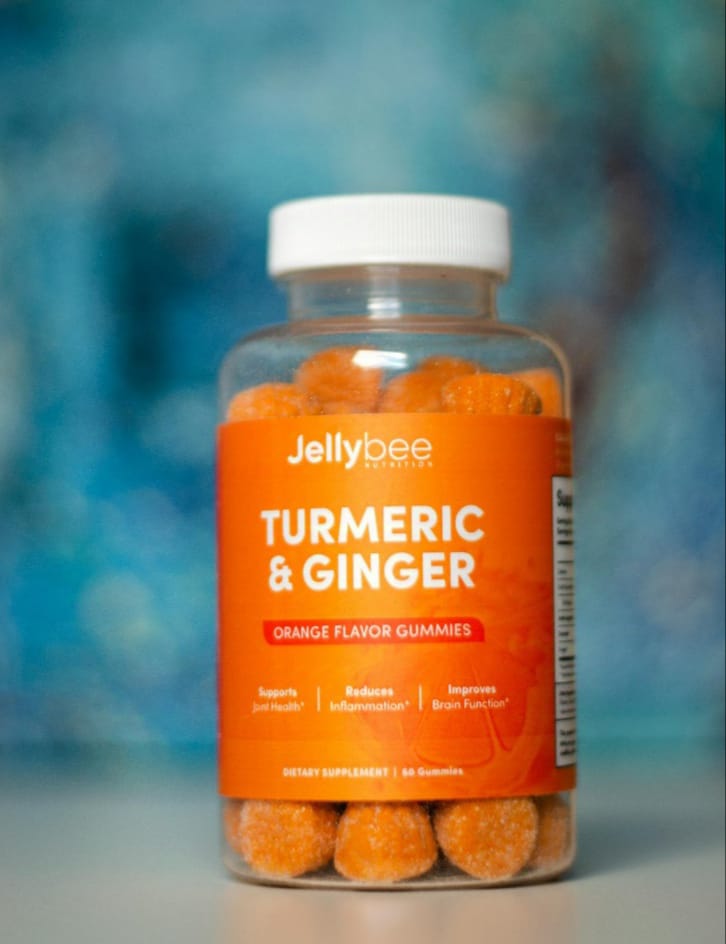 Jellybee
NUTRITION
TURMERIC
& GINGER
ORANGE FLAVOR GUMMIES
Supports
Joint Health*
Reduces
Inflammation*
Improves
Brain Function*
DIETARY SUPPLEMENT | 60 Gummies